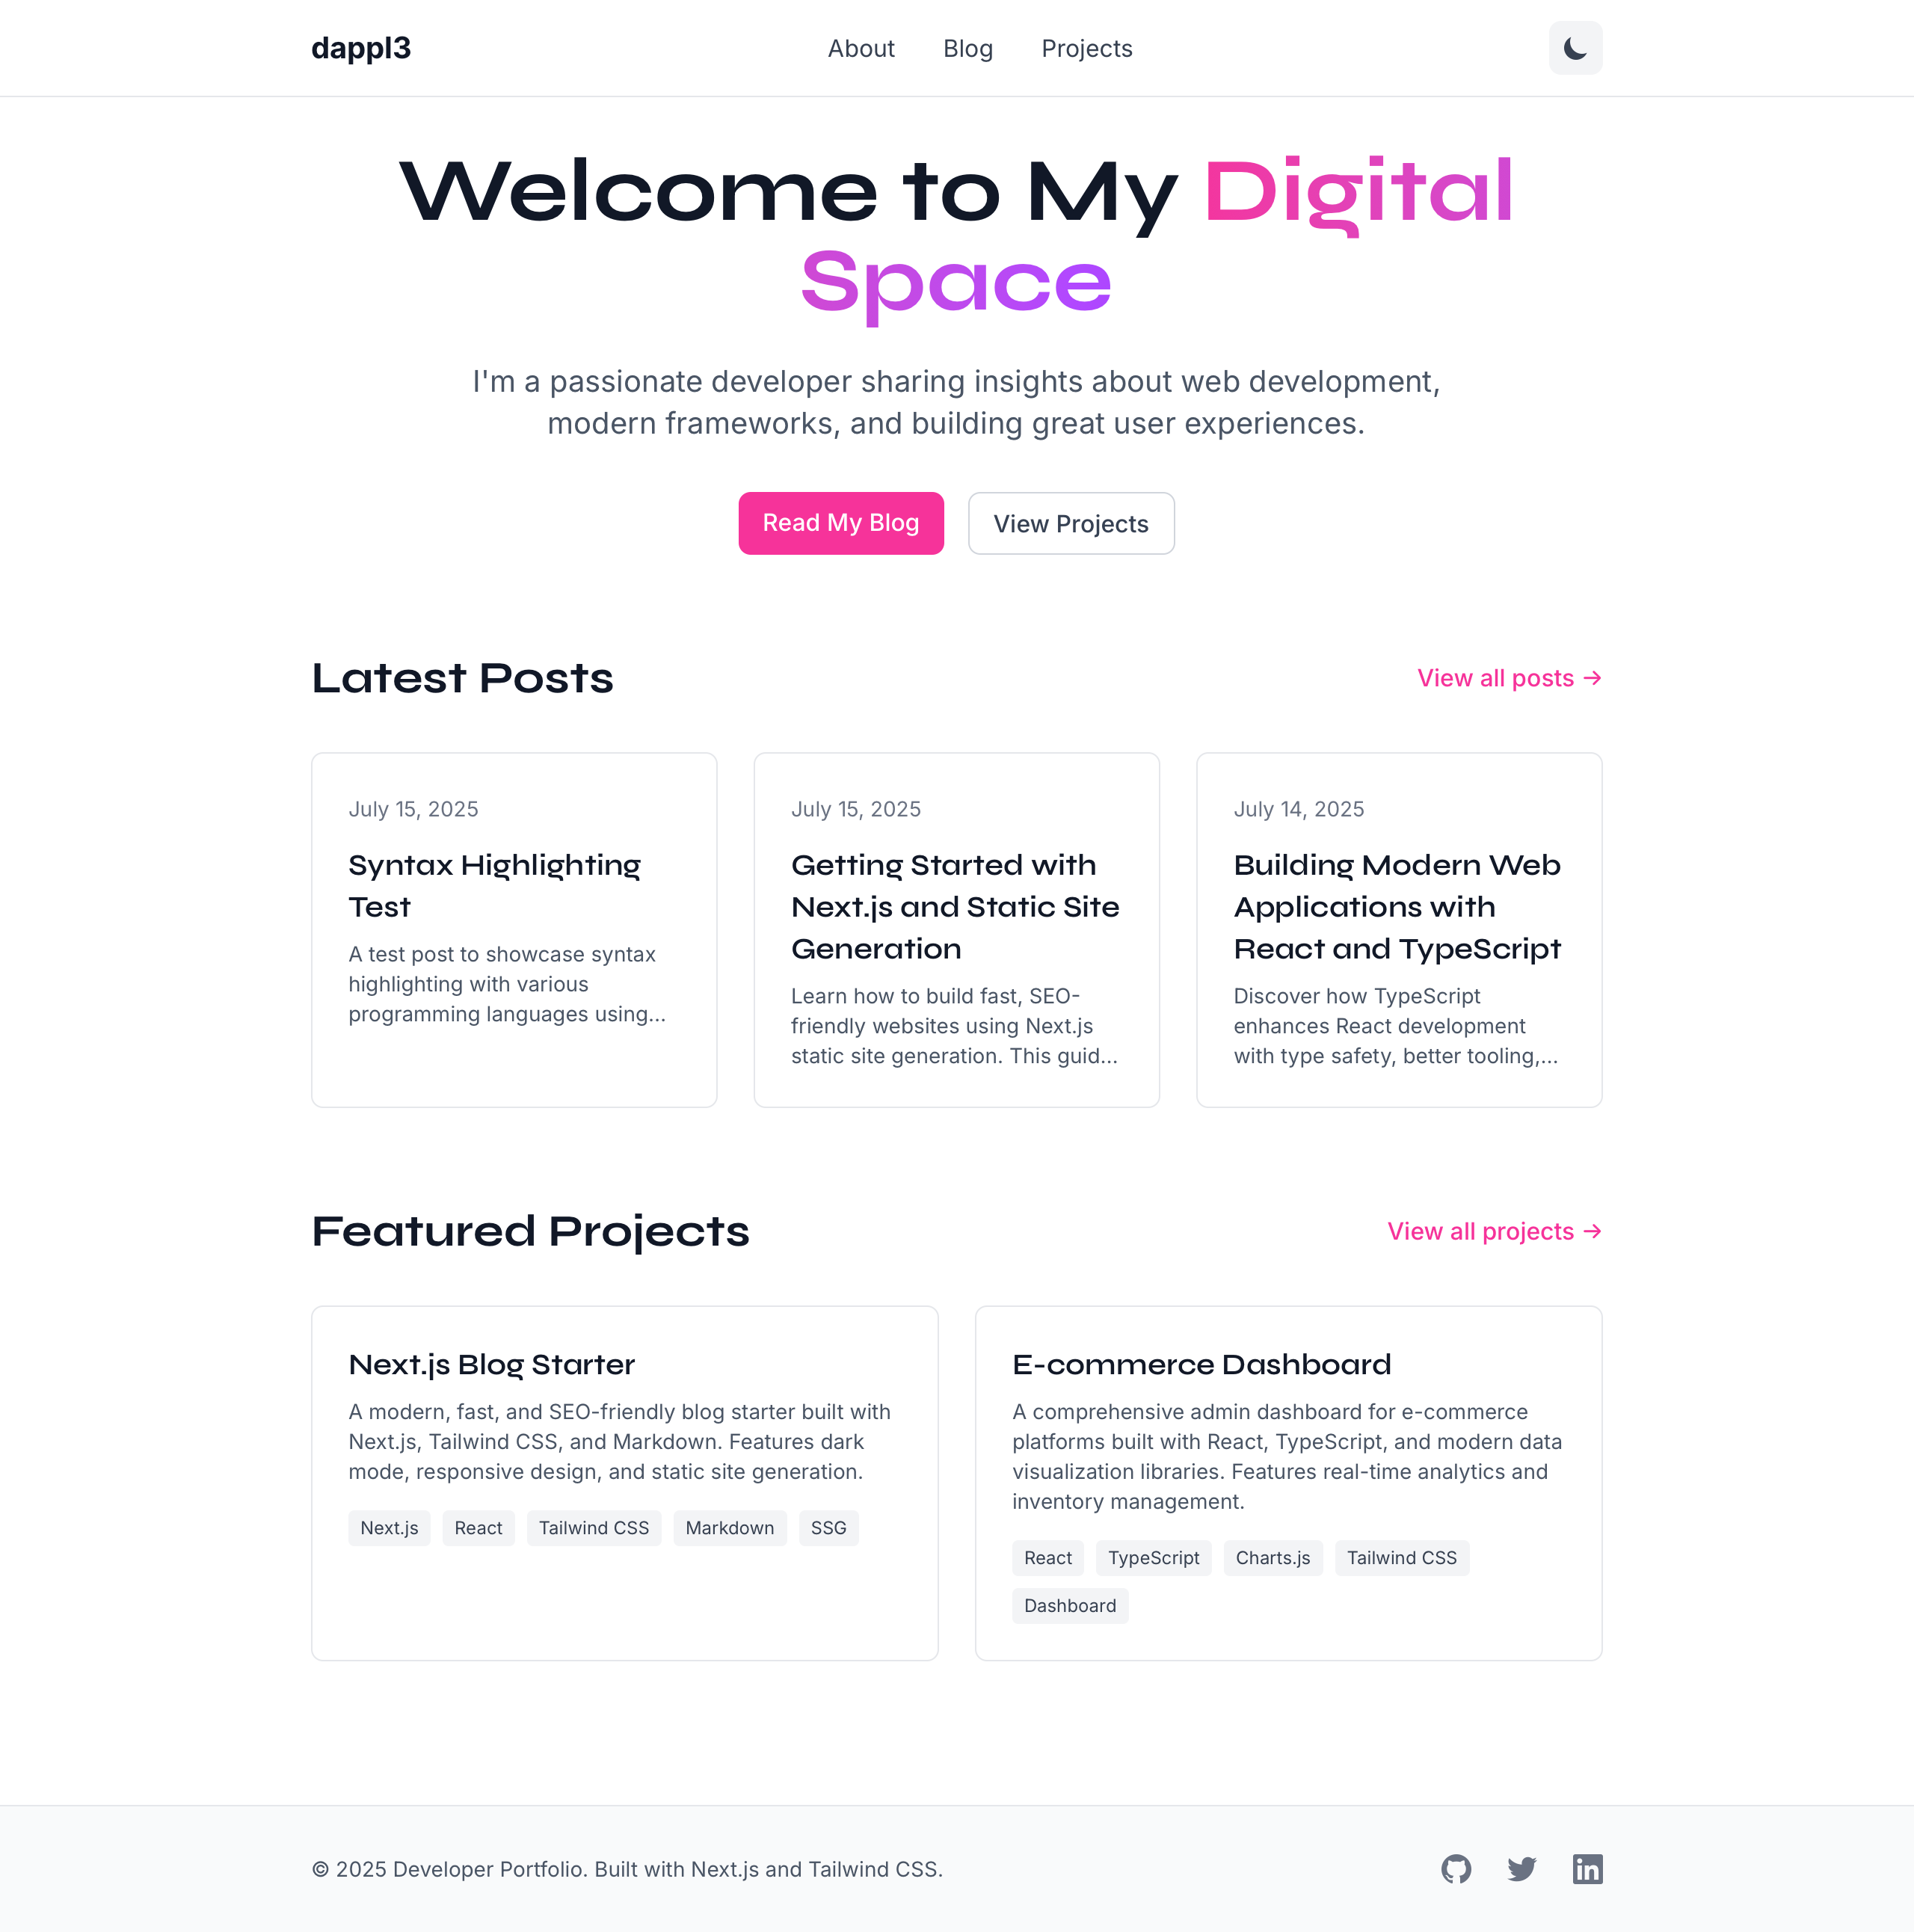 dappl3
About
Blog
Projects
Welcome to My Digital
Space
I'm a passionate developer sharing insights about web development,
modern frameworks, and building great user experiences.
Read My Blog
View Projects
Latest Posts
View all posts →
July 15, 2025
Syntax Highlighting
Test
A test post to showcase syntax
highlighting with various
programming languages using...
July 15, 2025
Getting Started with
Next.js and Static Site
Generation
Learn how to build fast, SEO-
friendly websites using Next.js
static site generation. This guid...
July 14, 2025
Building Modern Web
Applications with
React and TypeScript
Discover how TypeScript
enhances React development
with type safety, better tooling,...
Featured Projects
View all projects →
Next.js Blog Starter
A modern, fast, and SEO-friendly blog starter built with
Next.js, Tailwind CSS, and Markdown. Features dark
mode, responsive design, and static site generation.
Next.js
React
Tailwind CSS
Markdown
SSG
E-commerce Dashboard
A comprehensive admin dashboard for e-commerce
platforms built with React, TypeScript, and modern data
visualization libraries. Features real-time analytics and
inventory management.
React
TypeScript
Charts.js
Tailwind CSS
Dashboard
© 2025 Developer Portfolio. Built with Next.js and Tailwind CSS.
in